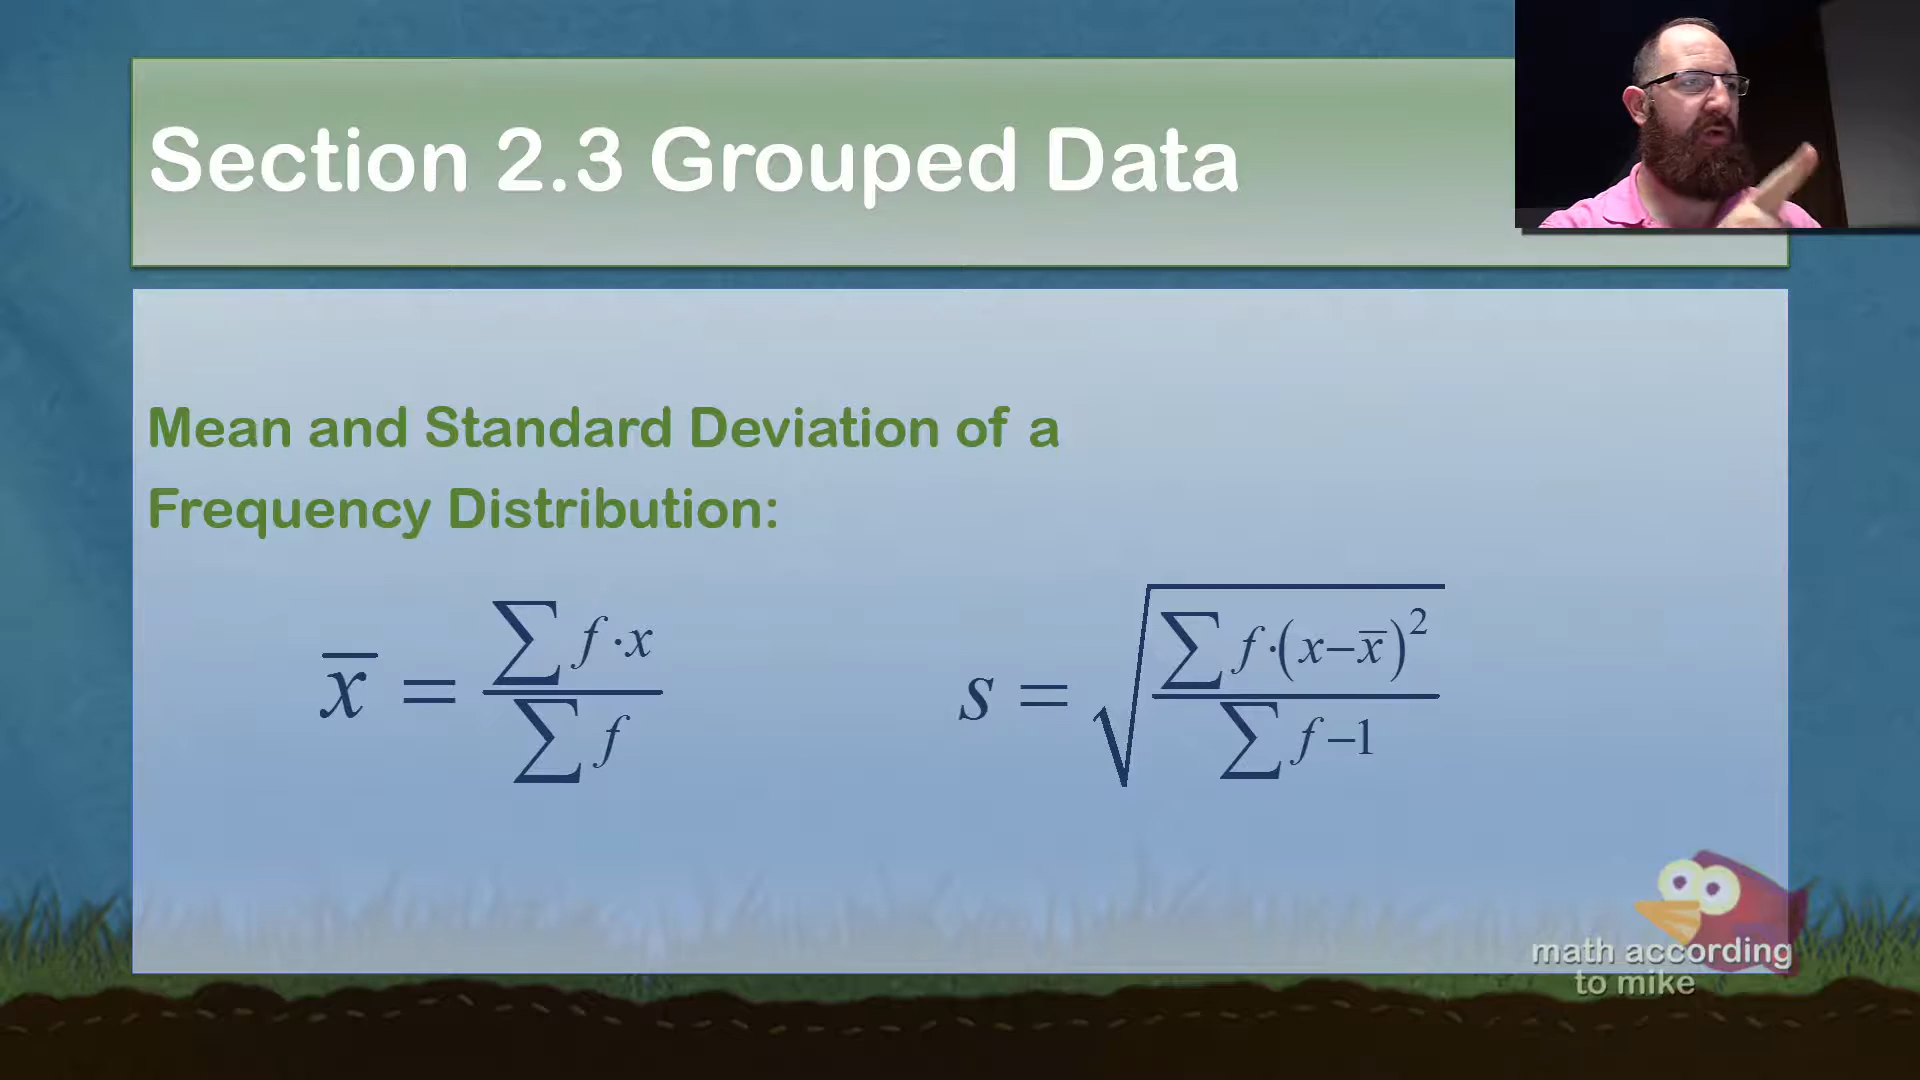 Section 2.3 Grouped Data
Mean and Standard Deviation of a
Frequency Distribution:
x̄ = ∑ f·x / ∑ f
s = √(∑ f·(x−x̄)² / ∑ f−1)
math according
to mike